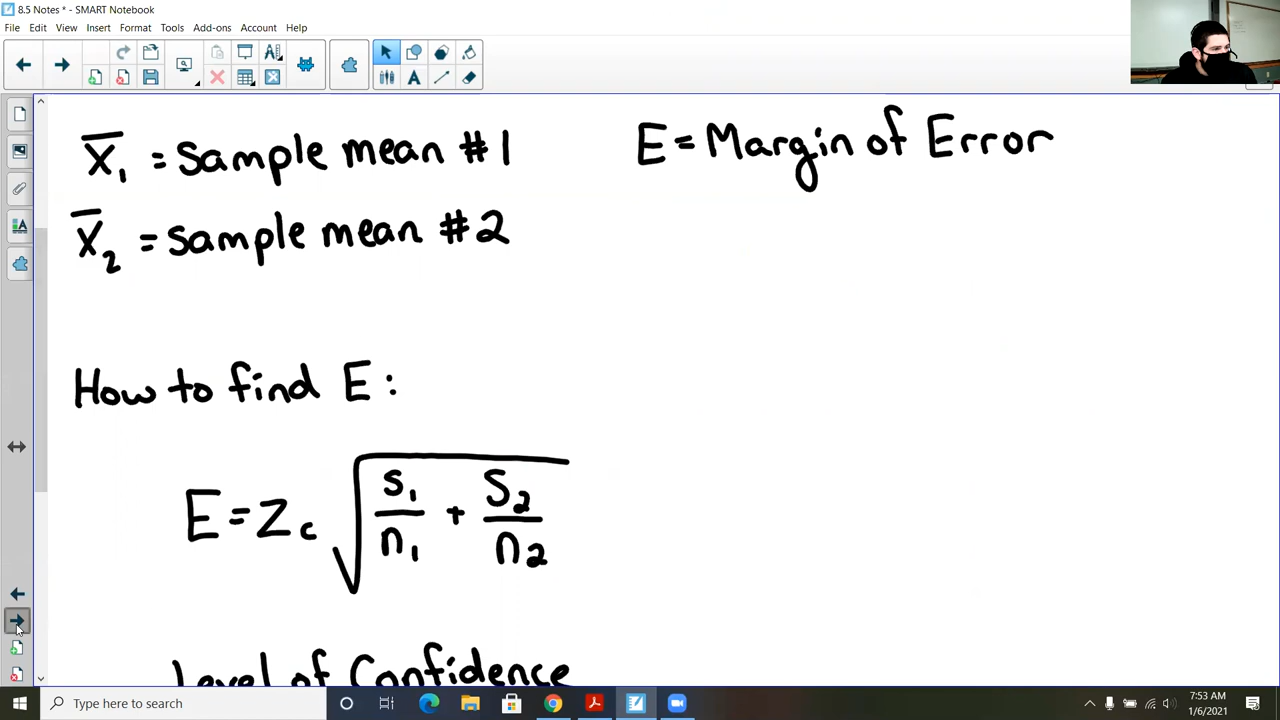 8.5 Notes * - SMART Notebook
File Edit View Insert Format Tools Add-ons Account Help
X̄₁ = Sample mean #1
E = Margin of Error
X̄₂ = sample mean #2
How to find E:
E = Z_c √(s₁/n₁ + S₂/n₂)
Level of Confidence
Type here to search
7:53 AM
1/6/2021